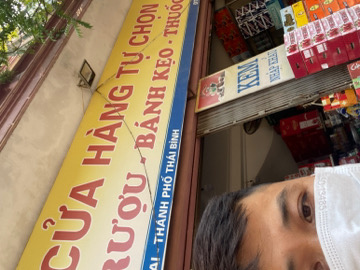 CỬA HÀNG TỰ CHỌN
RƯỢU - BÁNH KẸO - THUỐC
- THÀNH PHỐ THÁI BÌNH
KEM